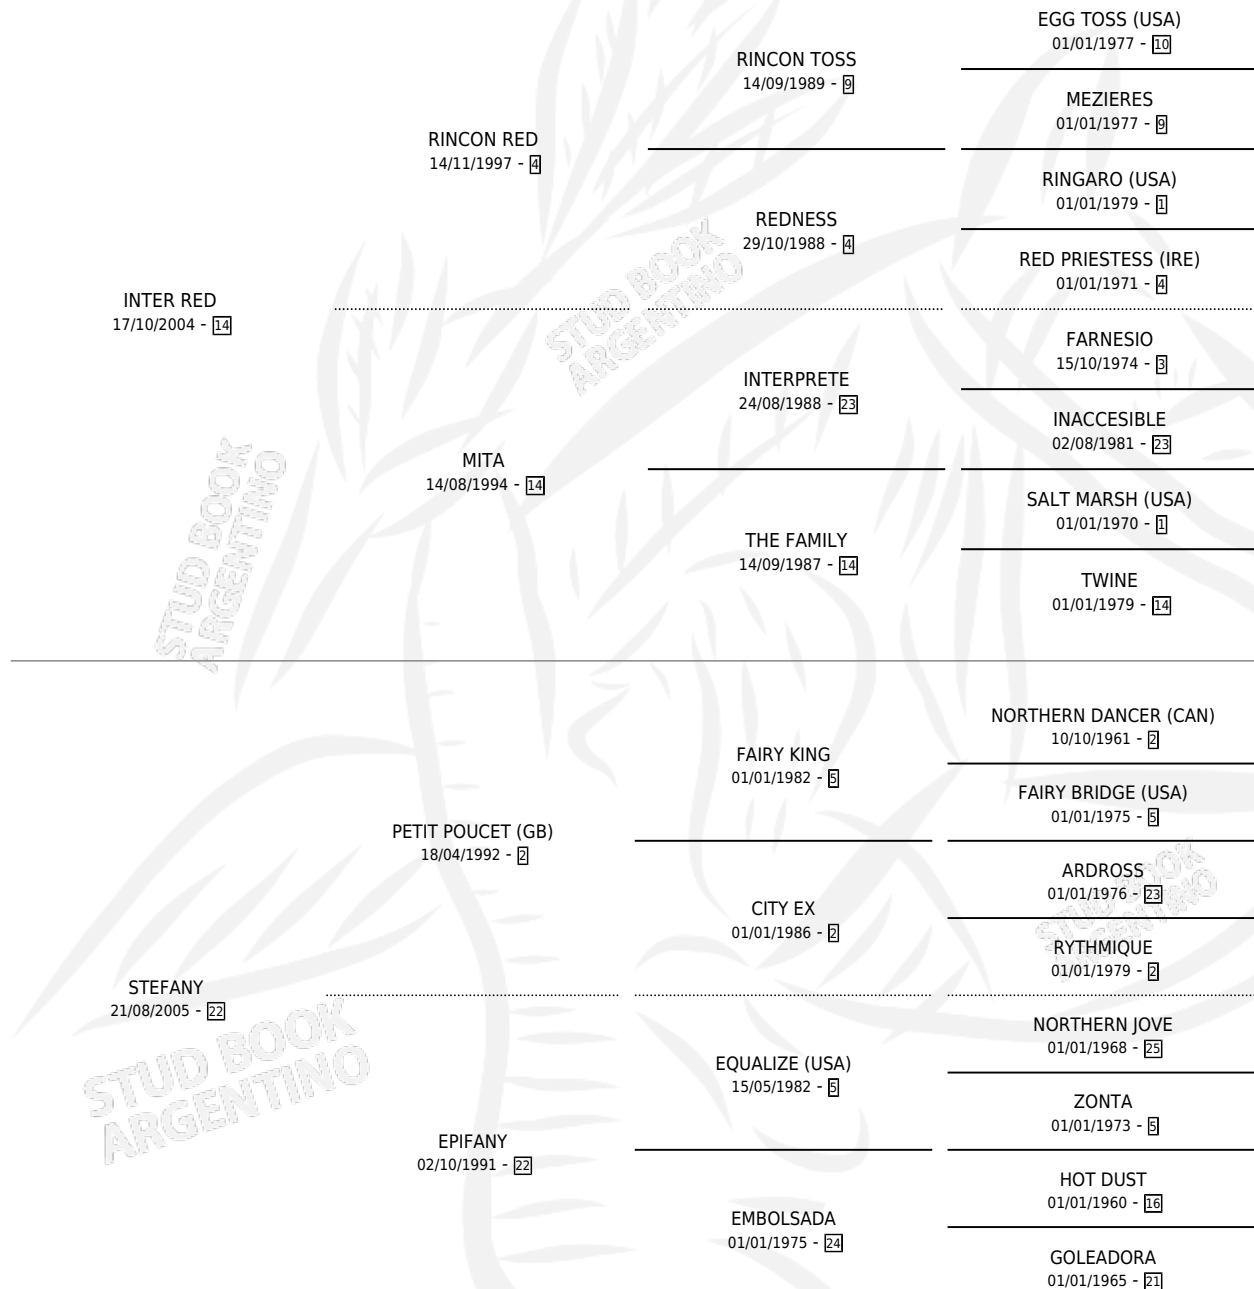 EGG TOSS (USA)
01/01/1977 - 10
RINCON TOSS
14/09/1989 - 9
MEZIERES
01/01/1977 - 9
RINCON RED
14/11/1997 - 4
RINGARO (USA)
01/01/1979 - 1
REDNESS
29/10/1988 - 4
RED PRIESTESS (IRE)
01/01/1971 - 4
INTER RED
17/10/2004 - 14
FARNESIO
15/10/1974 - 3
INTERPRETE
24/08/1988 - 23
INACCESIBLE
02/08/1981 - 23
MITA
14/08/1994 - 14
SALT MARSH (USA)
01/01/1970 - 1
THE FAMILY
14/09/1987 - 14
TWINE
01/01/1979 - 14
NORTHERN DANCER (CAN)
10/10/1961 - 2
FAIRY KING
01/01/1982 - 5
FAIRY BRIDGE (USA)
01/01/1975 - 5
PETIT POUCET (GB)
18/04/1992 - 2
ARDROSS
01/01/1976 - 23
CITY EX
01/01/1986 - 2
RYTHMIQUE
01/01/1979 - 2
STEFANY
21/08/2005 - 22
NORTHERN JOVE
01/01/1968 - 25
EQUALIZE (USA)
15/05/1982 - 5
ZONTA
01/01/1973 - 5
EPIFANY
02/10/1991 - 22
HOT DUST
01/01/1960 - 16
EMBOLSADA
01/01/1975 - 24
GOLEADORA
01/01/1965 - 21
STUD BOOK
ARGENTINO
STUD BOOK
ARGENTINO
STUD BOOK
ARGENTINO
STUD BOOK
ARGENTINO